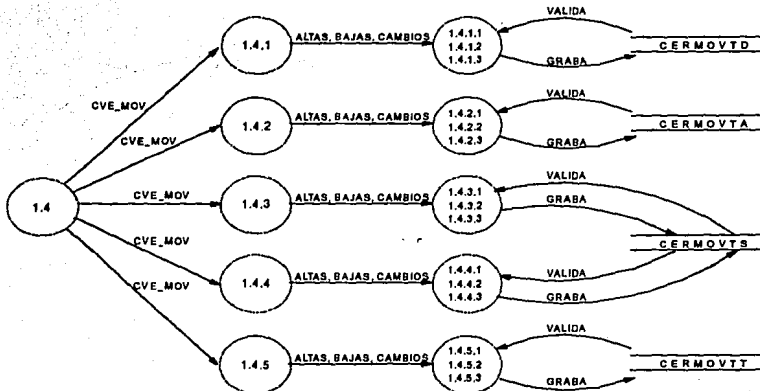 VALIDA
1.4.1
ALTAS, BAJAS, CAMBIOS
1.4.1.1
1.4.1.2
1.4.1.3
CERMOVTD
GRABA
CVE_MOV
VALIDA
1.4.2
ALTAS, BAJAS, CAMBIOS
1.4.2.1
1.4.2.2
1.4.2.3
CERMOVTA
GRABA
CVE_MOV
VALIDA
1.4
CVE_MOV
1.4.3
ALTAS, BAJAS, CAMBIOS
1.4.3.1
1.4.3.2
1.4.3.3
GRABA
CERMOVTS
CVE_MOV
VALIDA
1.4.4
ALTAS, BAJAS, CAMBIOS
1.4.4.1
1.4.4.2
1.4.4.3
GRABA
CVE_MOV
VALIDA
1.4.5
ALTAS, BAJAS, CAMBIOS
1.4.5.1
1.4.5.2
1.4.5.3
CERMOVTT
GRABA